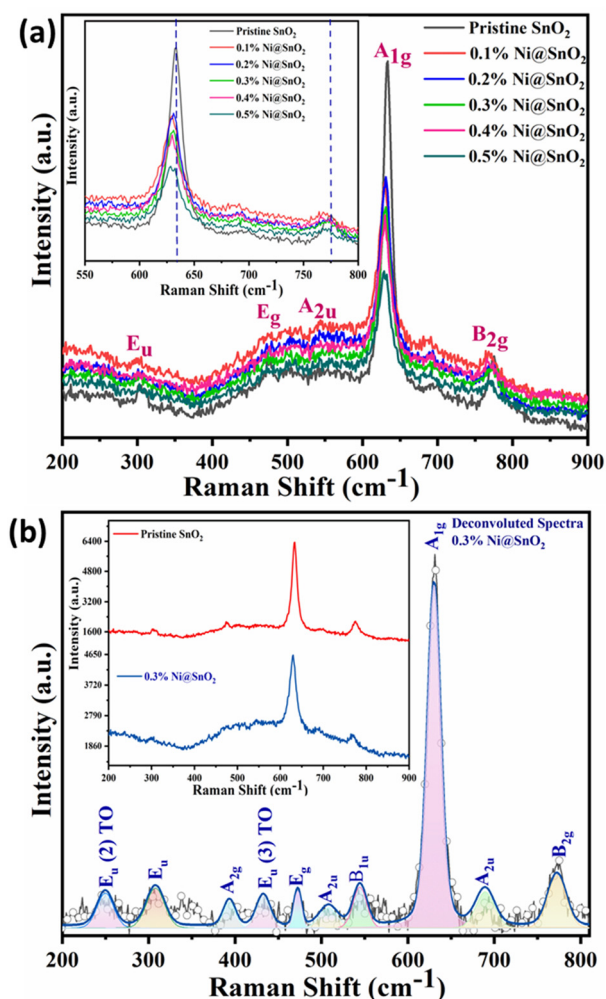 (a)
Pristine SnO₂
0.1% Ni@SnO₂
0.2% Ni@SnO₂
0.3% Ni@SnO₂
0.4% Ni@SnO₂
0.5% Ni@SnO₂
Intensity (a.u.)
550 600 650 700 750 800
Raman Shift (cm⁻¹)
A₁g
Pristine SnO₂
0.1% Ni@SnO₂
0.2% Ni@SnO₂
0.3% Ni@SnO₂
0.4% Ni@SnO₂
0.5% Ni@SnO₂
Eᵤ
E_g
A₂ᵤ
B₂g
Intensity (a.u.)
200 300 400 500 600 700 800 900
Raman Shift (cm⁻¹)
(b)
Pristine SnO₂
0.3% Ni@SnO₂
6400
4800
3200
1600
4650
3720
2790
1860
Intensity (a.u.)
200 300 400 500 600 700 800 900
Raman Shift (cm⁻¹)
A₁g
Deconvoluted Spectra
0.3% Ni@SnO₂
Eᵤ (2) TO
Eᵤ
A₂g
Eᵤ (3) TO
E_g
A₂ᵤ
B₁ᵤ
A₂ᵤ
B₂g
Intensity (a.u.)
200 300 400 500 600 700 800
Raman Shift (cm⁻¹)